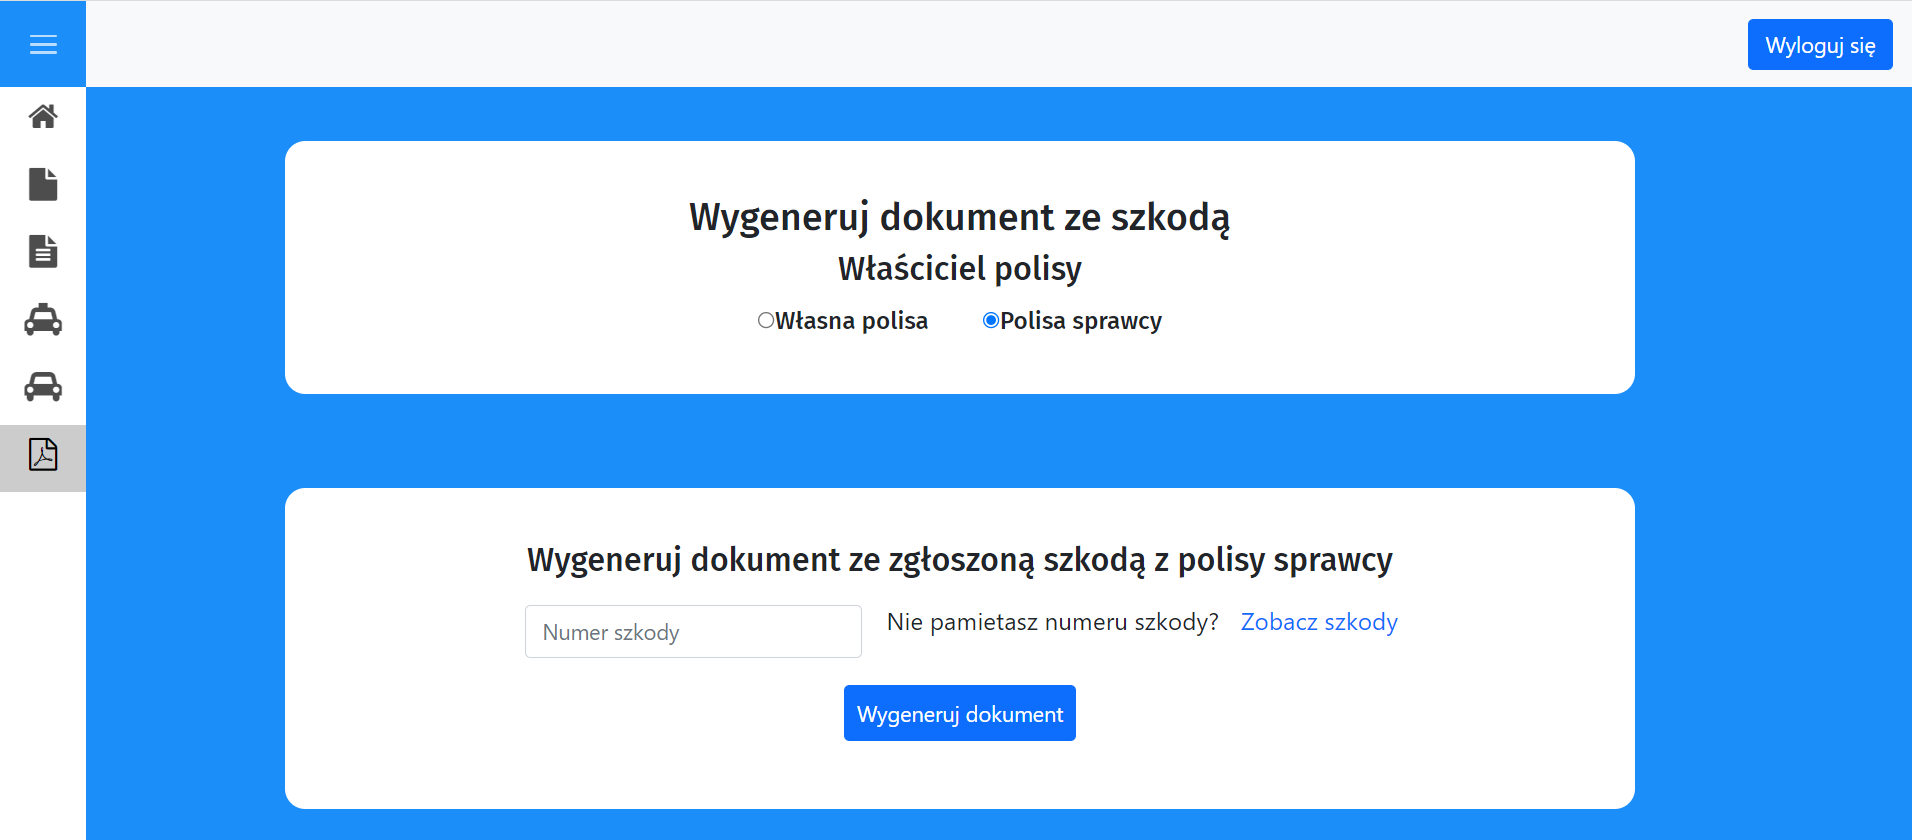 Wyloguj się
Wygeneruj dokument ze szkodą
Właściciel polisy
Własna polisa Polisa sprawcy
Wygeneruj dokument ze zgłoszoną szkodą z polisy sprawcy
Numer szkody Nie pamietasz numeru szkody? Zobacz szkody
Wygeneruj dokument